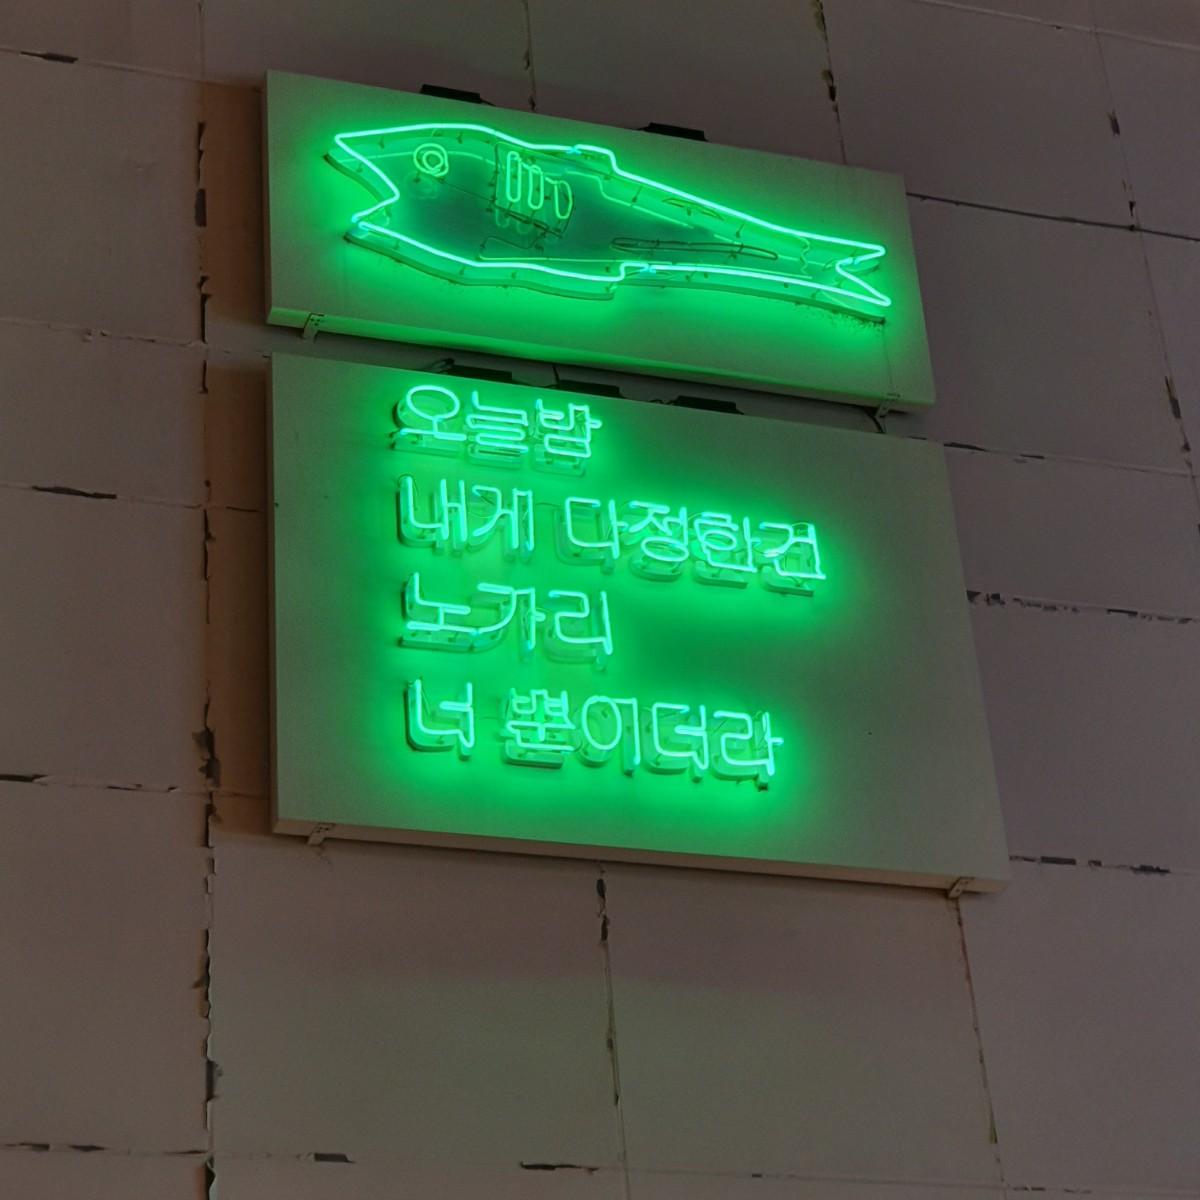 오늘밤
내게 다정한건
노가리
너 뿐이더라